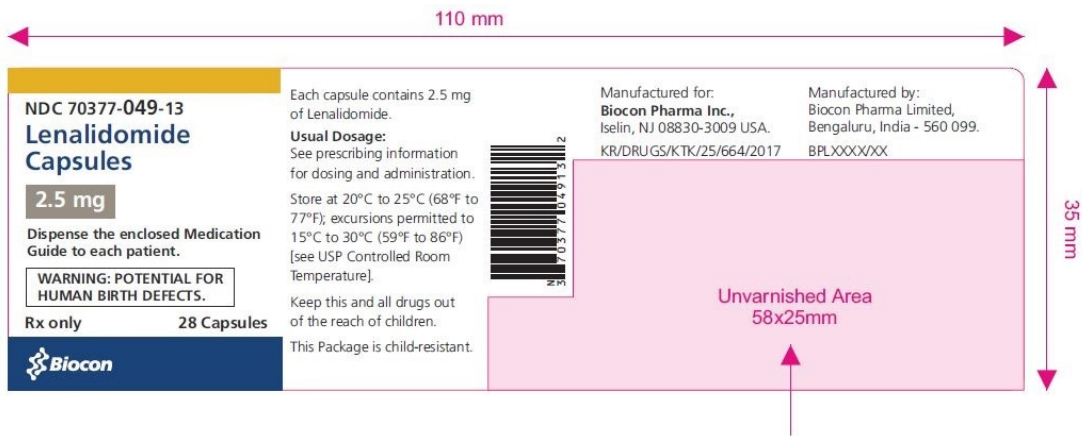 110 mm
NDC 70377-049-13
Lenalidomide
Capsules
2.5 mg
Dispense the enclosed Medication
Guide to each patient.
WARNING: POTENTIAL FOR
HUMAN BIRTH DEFECTS.
Rx only 28 Capsules
Biocon
Each capsule contains 2.5 mg
of Lenalidomide.
Usual Dosage:
See prescribing information
for dosing and administration.
Store at 20°C to 25°C (68°F to
77°F); excursions permitted to
15°C to 30°C (59°F to 86°F)
[see USP Controlled Room
Temperature].
Keep this and all drugs out
of the reach of children.
This Package is child-resistant.
N
3 70377 04913 2
Manufactured for:
Biocon Pharma Inc.,
Iselin, NJ 08830-3009 USA.
KR/DRUGS/KTK/25/664/2017
Manufactured by:
Biocon Pharma Limited,
Bengaluru, India - 560 099.
BPLXXXX/XX
Unvarnished Area
58x25mm
35 mm